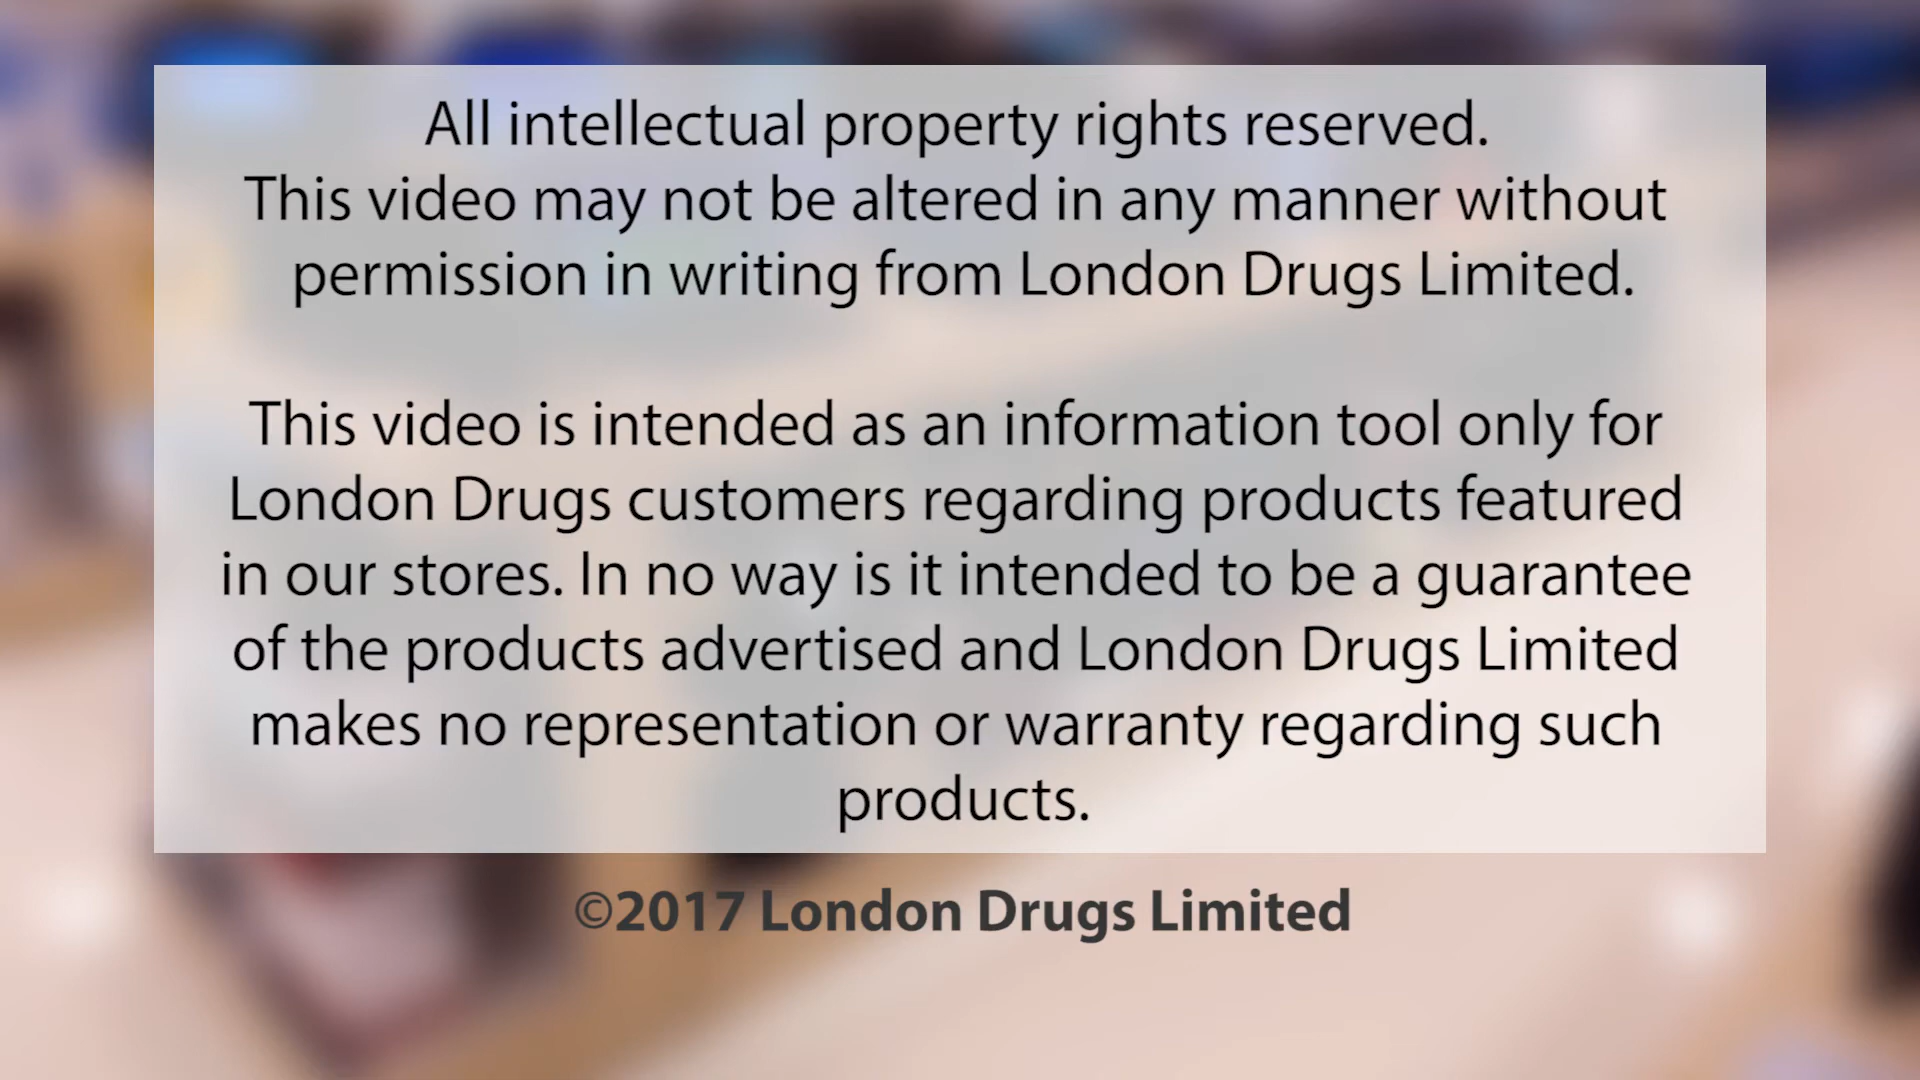 All intellectual property rights reserved.
This video may not be altered in any manner without
permission in writing from London Drugs Limited.
This video is intended as an information tool only for
London Drugs customers regarding products featured
in our stores. In no way is it intended to be a guarantee
of the products advertised and London Drugs Limited
makes no representation or warranty regarding such
products.
©2017 London Drugs Limited